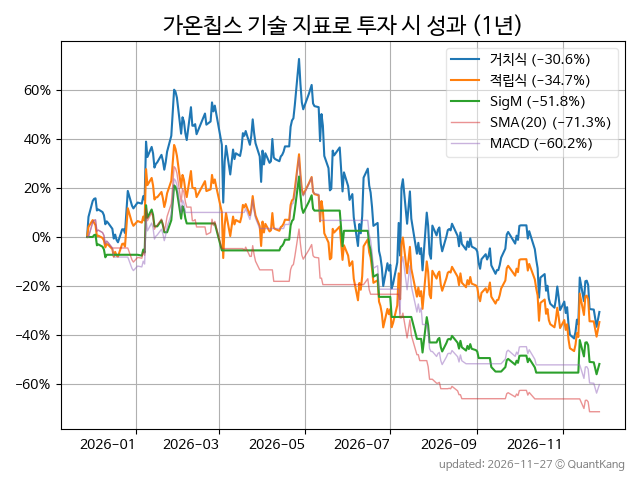 가온칩스 기술 지표로 투자 시 성과 (1년)
거치식 (−30.6%)
적립식 (−34.7%)
SigM (−51.8%)
SMA(20) (−71.3%)
MACD (−60.2%)
60%
40%
20%
0%
−20%
−40%
−60%
2026-01 2026-03 2026-05 2026-07 2026-09 2026-11
updated: 2026-11-27 © QuantKang